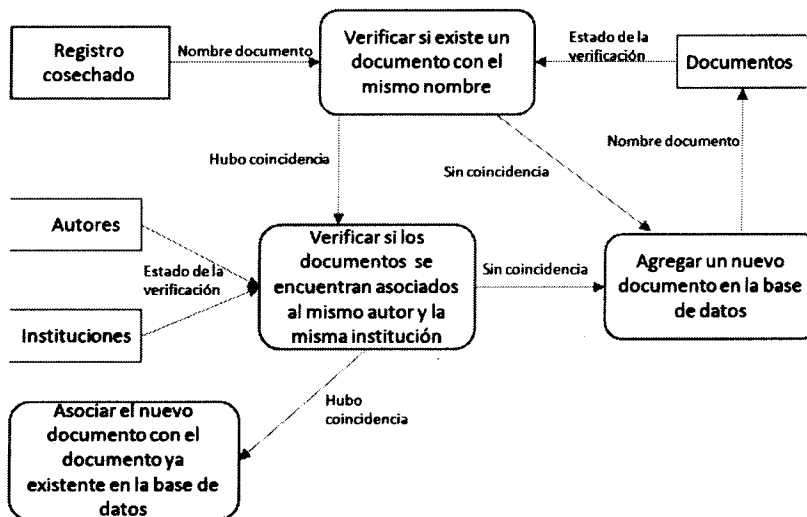 Registro
cosechado
Nombre documento
Verificar si existe un
documento con el
mismo nombre
Estado de la
verificación
Documentos
Hubo coincidencia
Sin coincidencia
Nombre documento
Autores
Estado de la
verificación
Instituciones
Verificar si los
documentos se
encuentran asociados
al mismo autor y la
misma institución
Sin coincidencia
Agregar un nuevo
documento en la base
de datos
Hubo
coincidencia
Asociar el nuevo
documento con el
documento ya
existente en la base de
datos